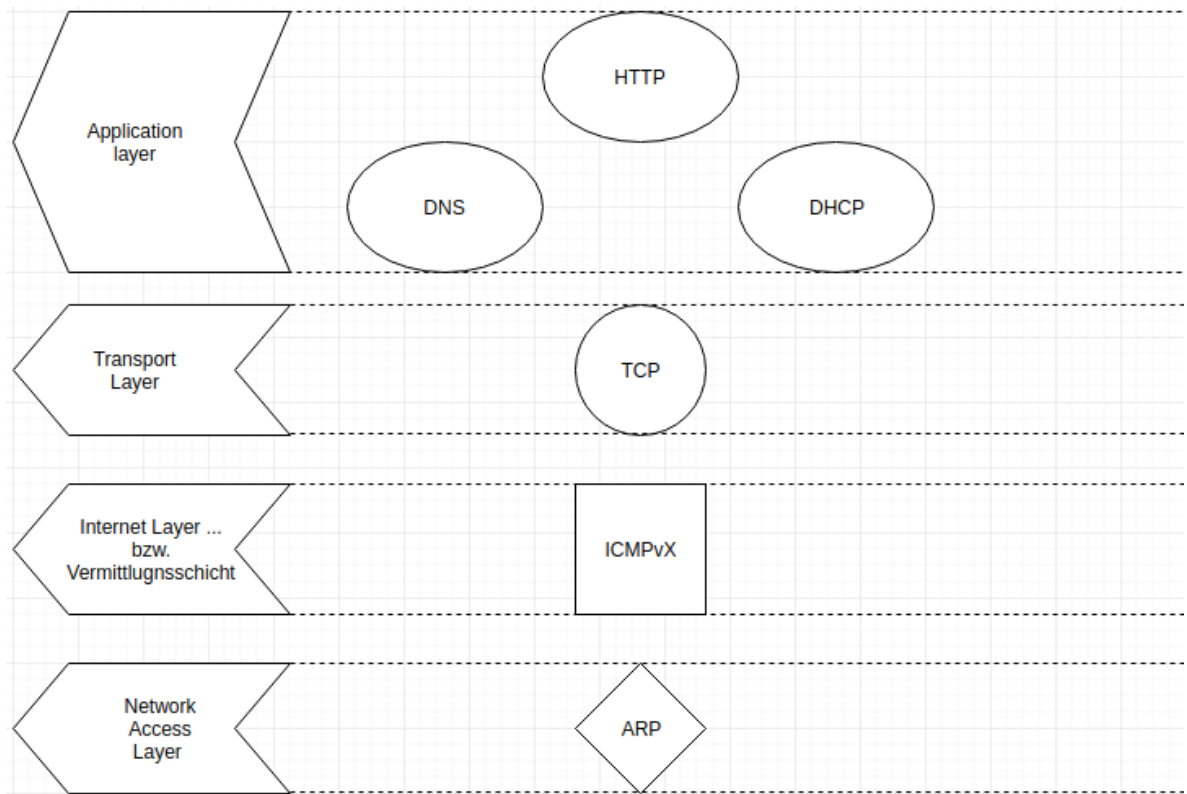 HTTP
Application
layer
DNS
DHCP
Transport
Layer
TCP
Internet Layer ...
bzw.
Vermittlugnsschicht
ICMPvX
Network
Access
Layer
ARP